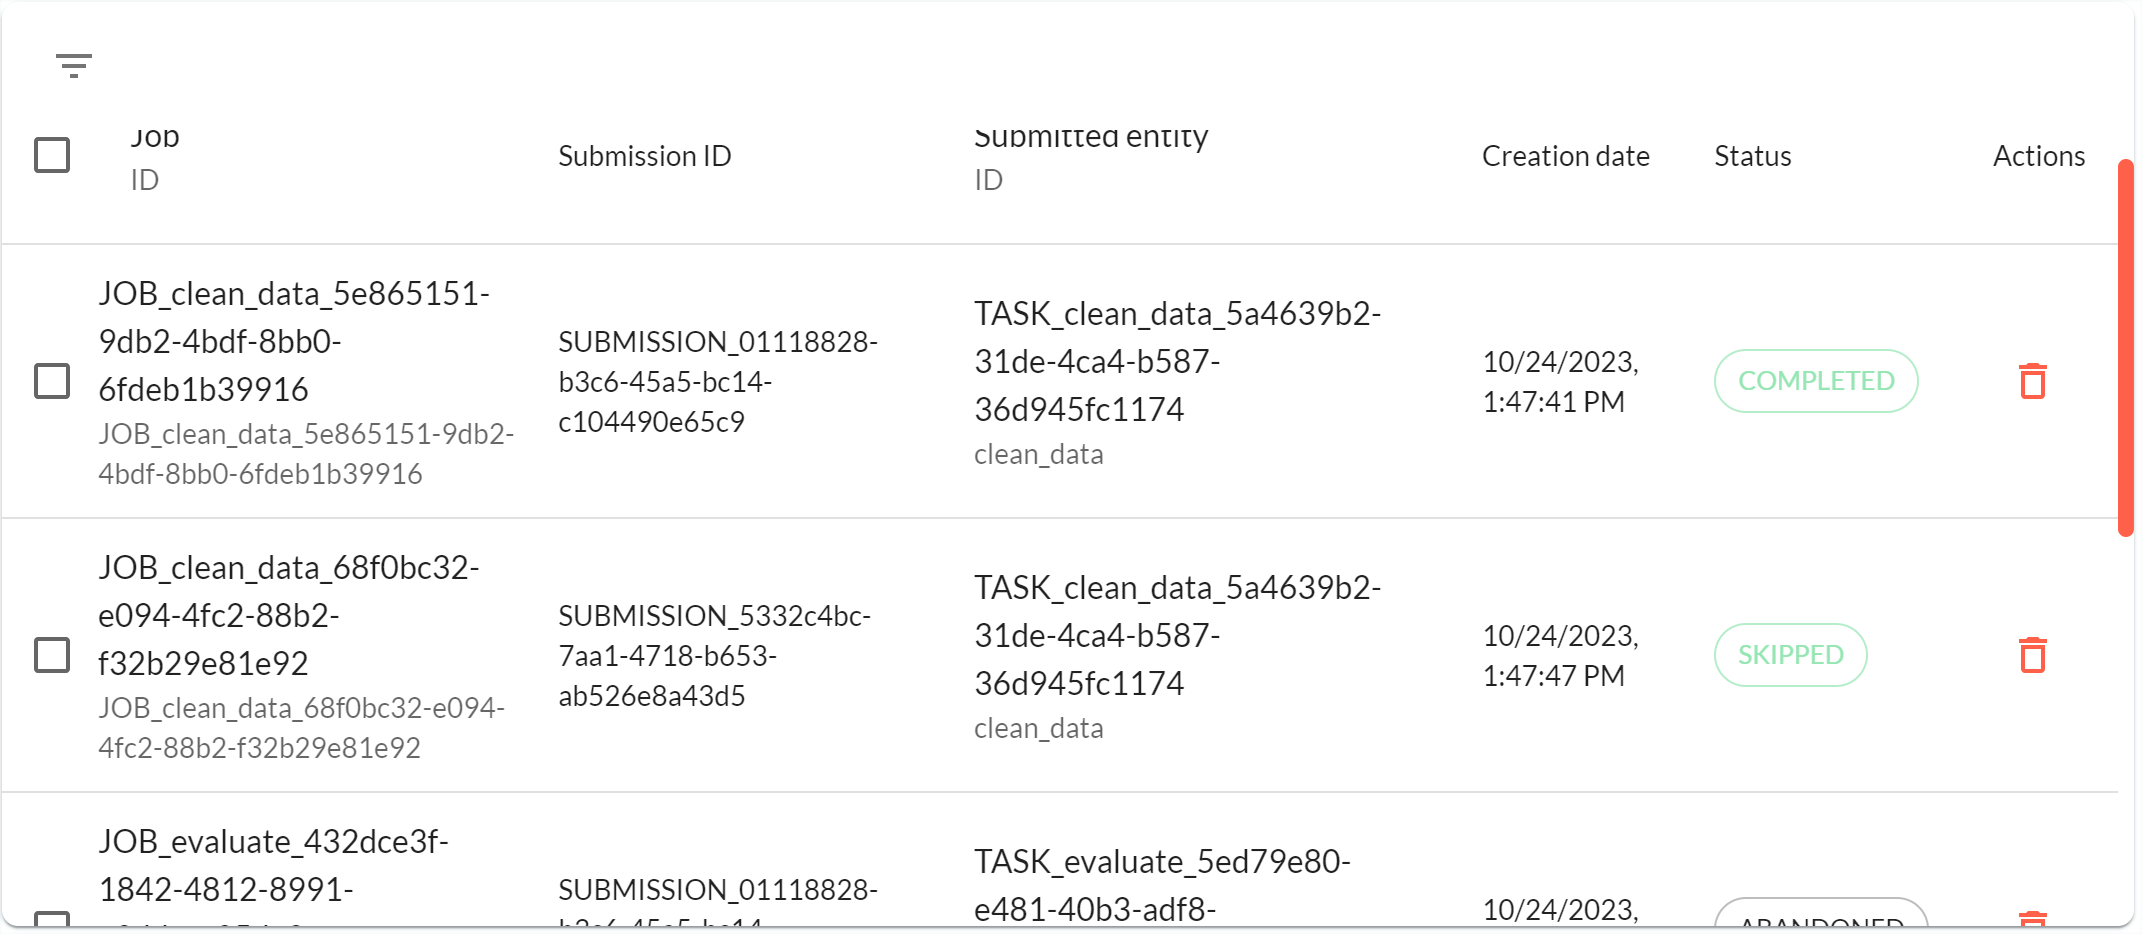 Job
ID
Submission ID
Submitted entity
ID
Creation date
Status
Actions
JOB_clean_data_5e865151-
9db2-4bdf-8bb0-
6fdeb1b39916
JOB_clean_data_5e865151-9db2-
4bdf-8bb0-6fdeb1b39916
SUBMISSION_01118828-
b3c6-45a5-bc14-
c104490e65c9
TASK_clean_data_5a4639b2-
31de-4ca4-b587-
36d945fc1174
clean_data
10/24/2023,
1:47:41 PM
COMPLETED
JOB_clean_data_68f0bc32-
e094-4fc2-88b2-
f32b29e81e92
JOB_clean_data_68f0bc32-e094-
4fc2-88b2-f32b29e81e92
SUBMISSION_5332c4bc-
7aa1-4718-b653-
ab526e8a43d5
TASK_clean_data_5a4639b2-
31de-4ca4-b587-
36d945fc1174
clean_data
10/24/2023,
1:47:47 PM
SKIPPED
JOB_evaluate_432dce3f-
1842-4812-8991-
SUBMISSION_01118828-
b3c6-45a5-bc14-
TASK_evaluate_5ed79e80-
e481-40b3-adf8-
10/24/2023,
ABANDONED